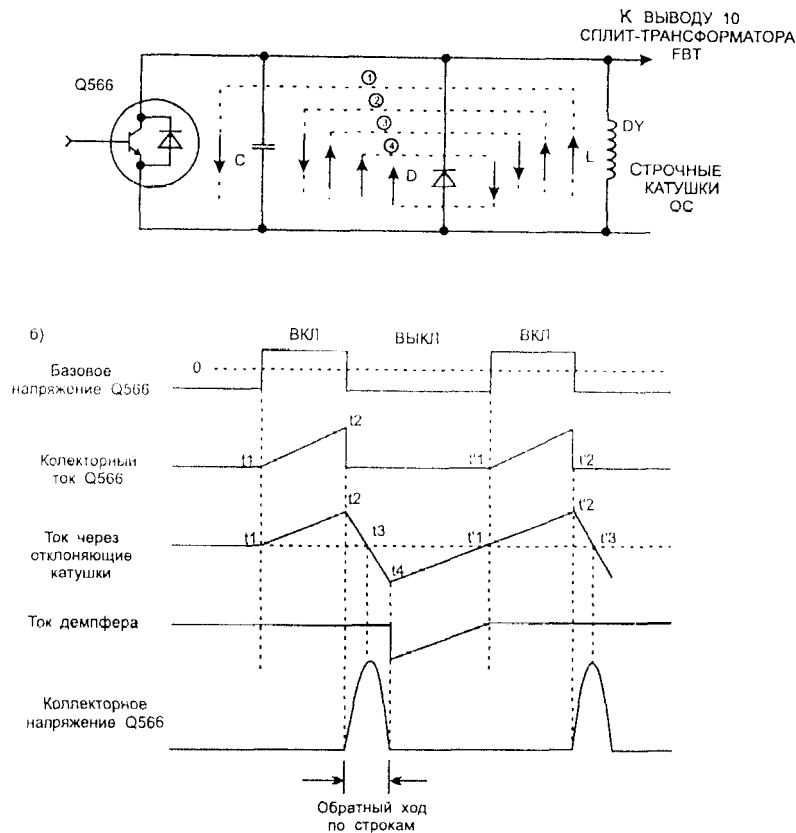 К ВЫВОДУ 10
СПЛИТ-ТРАНСФОРМАТОРА
FBT
Q566
1
2
3
4
C
D
L
DY
СТРОЧНЫЕ
КАТУШКИ
ОС
б)
ВКЛ
ВЫКЛ
ВКЛ
0
Базовое
напряжение Q566
t2
Колекторный
ток Q566
t1
t'1
t'2
t2
t'2
Ток через
отклоняющие
катушки
t1
t3
t'1
t'3
t4
Ток демпфера
Коллекторное
напряжение Q566
Обратный ход
по строкам